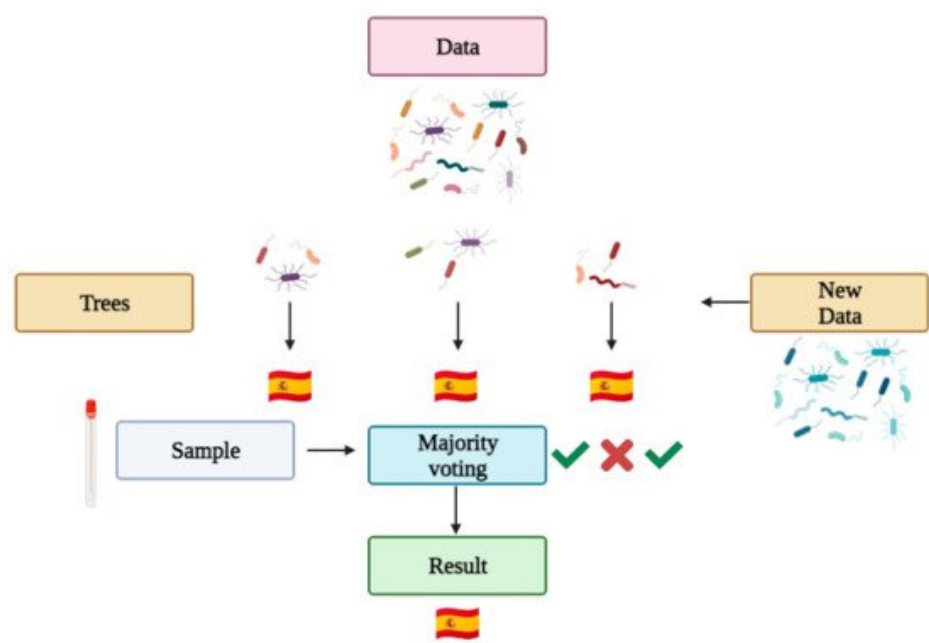 Data
Trees
New
Data
Sample
Majority
voting
Result